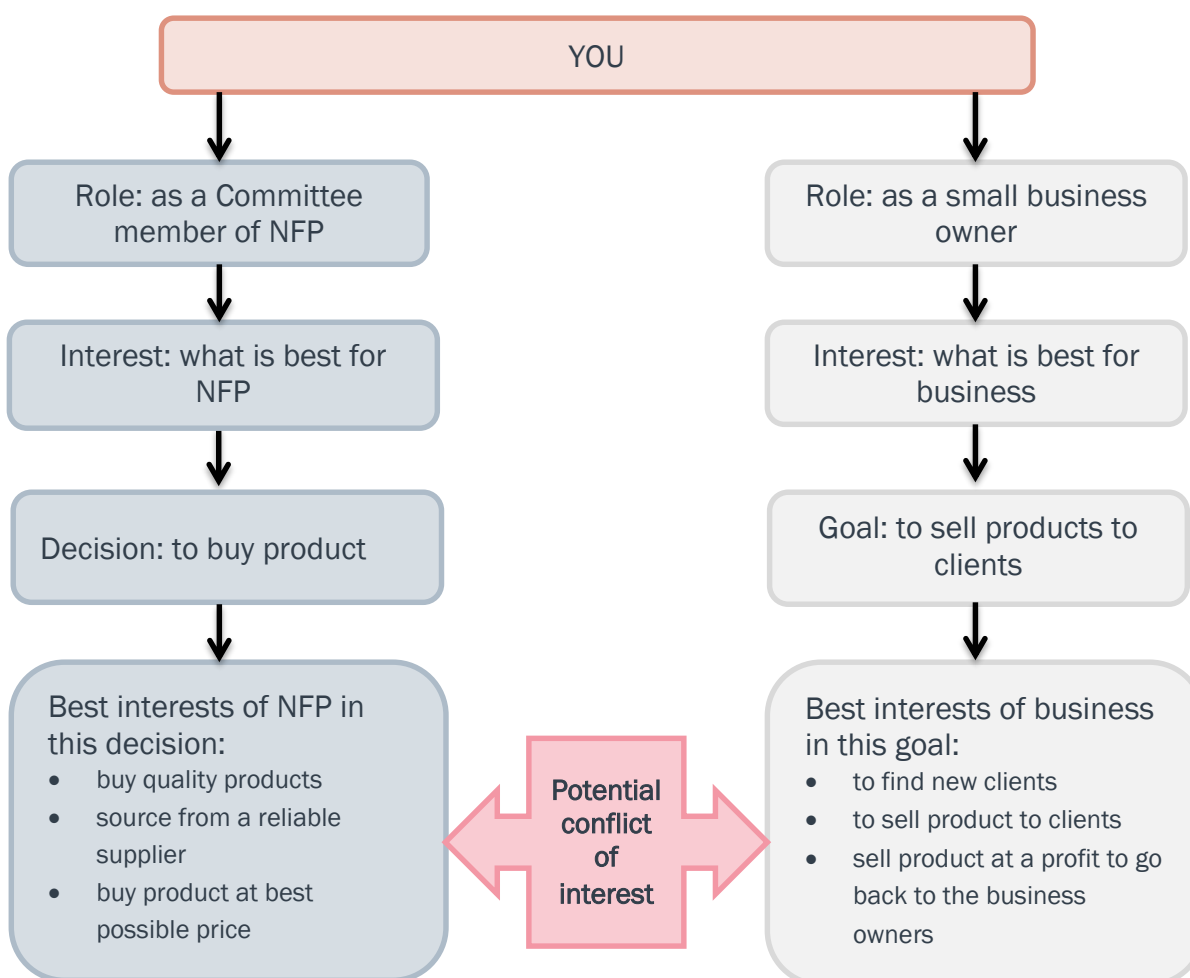 YOU
Role: as a Committee
member of NFP
Interest: what is best for
NFP
Decision: to buy product
Best interests of NFP in
this decision:
• buy quality products
• source from a reliable
supplier
• buy product at best
possible price
Potential
conflict
of
interest
Role: as a small business
owner
Interest: what is best for
business
Goal: to sell products to
clients
Best interests of business
in this goal:
• to find new clients
• to sell product to clients
• sell product at a profit to go
back to the business
owners